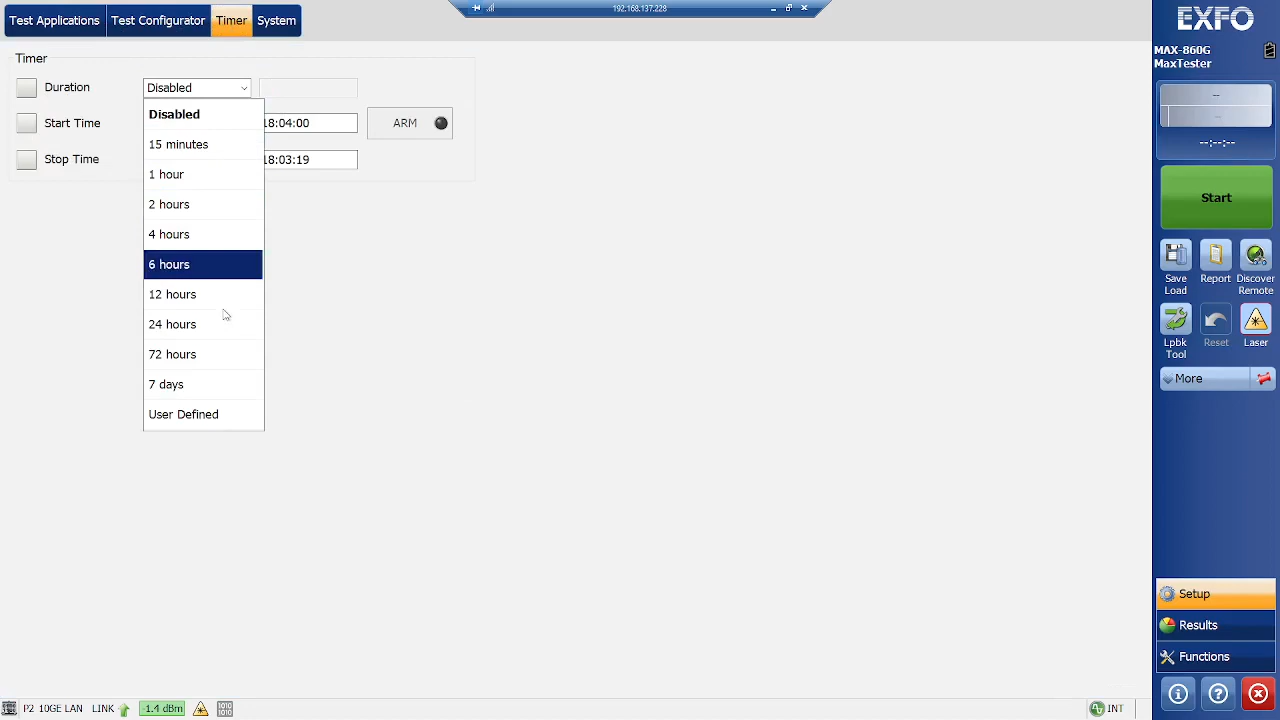 Test Applications
Test Configurator
Timer
System
192.168.137.228
EXFO
MAX-860G
MaxTester
--
--
--:--:--
Start
Save Load
Report
Discover Remote
Lpbk Tool
Reset
Laser
More
Setup
Results
Functions
Timer
Duration
Disabled
Start Time
18:04:00
ARM
Stop Time
18:03:19
Disabled
15 minutes
1 hour
2 hours
4 hours
6 hours
12 hours
24 hours
72 hours
7 days
User Defined
P2 10GE LAN
LINK
-1.4 dBm
1010
1010
INT